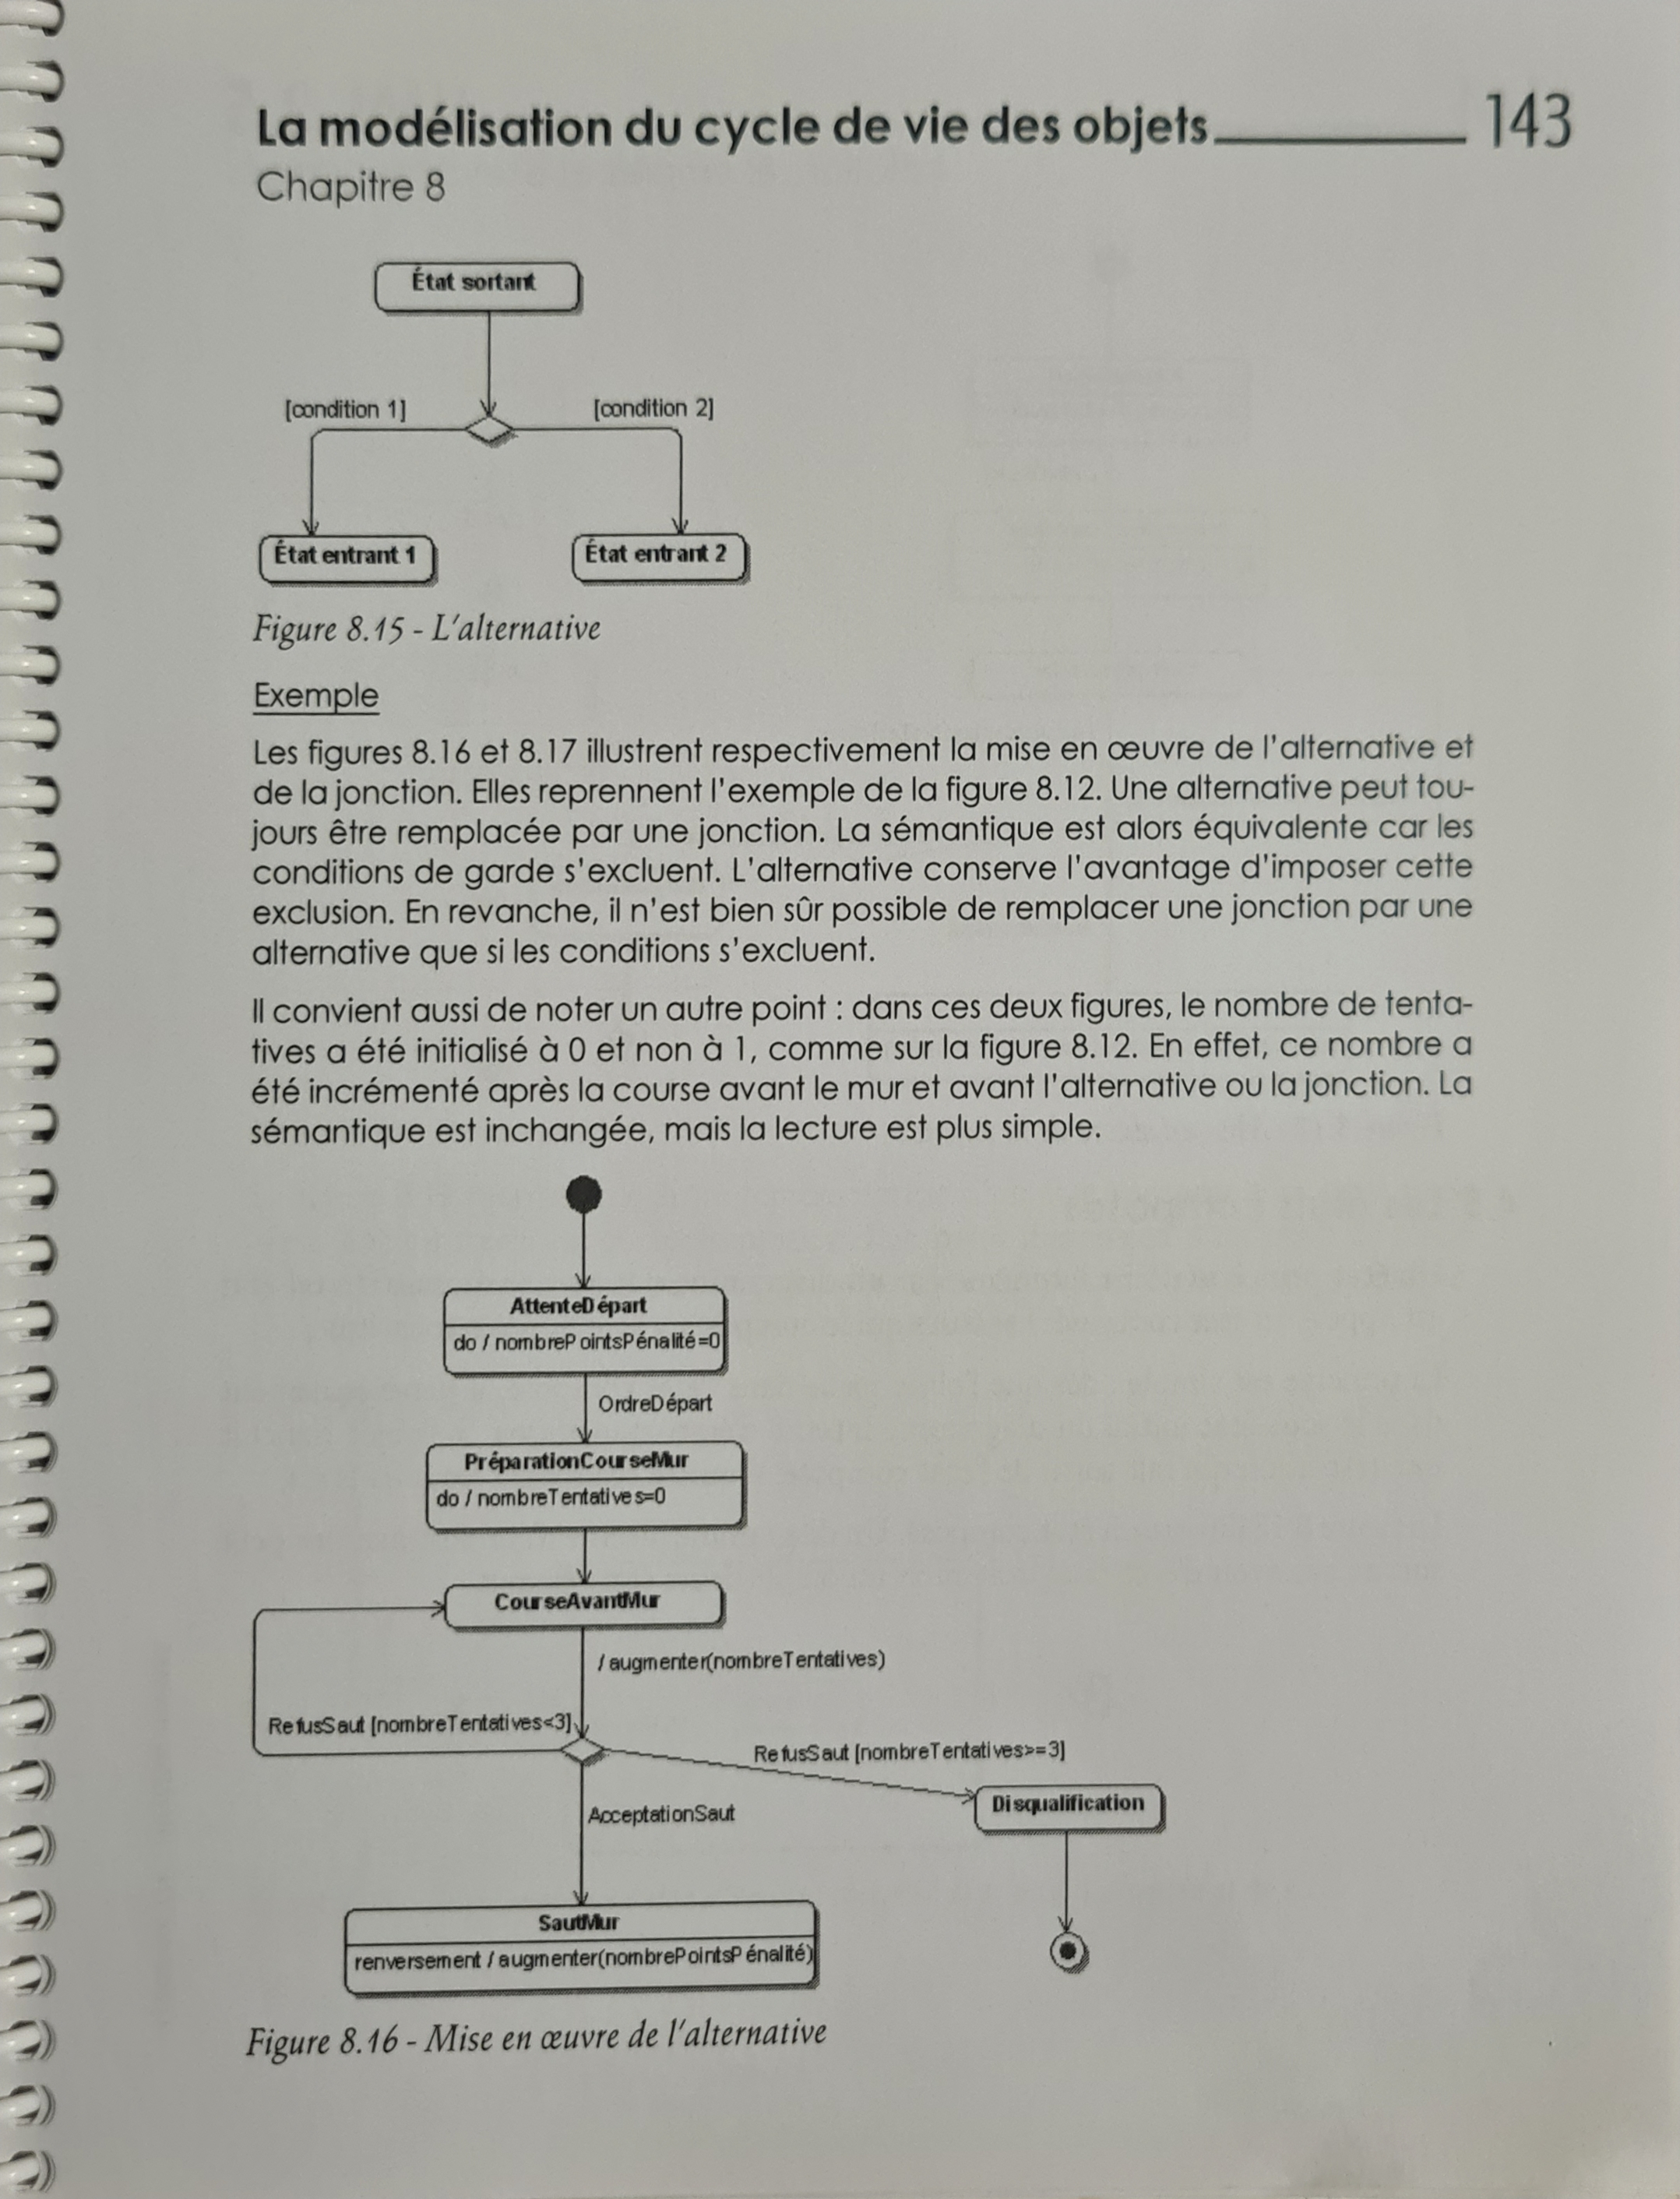 La modélisation du cycle de vie des objets 143
Chapitre 8
État sortant
[condition 1] [condition 2]
État entrant 1 État entrant 2
Figure 8.15 - L'alternative
Exemple
Les figures 8.16 et 8.17 illustrent respectivement la mise en œuvre de l'alternative et
de la jonction. Elles reprennent l'exemple de la figure 8.12. Une alternative peut tou-
jours être remplacée par une jonction. La sémantique est alors équivalente car les
conditions de garde s'excluent. L'alternative conserve l'avantage d'imposer cette
exclusion. En revanche, il n'est bien sûr possible de remplacer une jonction par une
alternative que si les conditions s'excluent.
Il convient aussi de noter un autre point : dans ces deux figures, le nombre de tenta-
tives a été initialisé à 0 et non à 1, comme sur la figure 8.12. En effet, ce nombre a
été incrémenté après la course avant le mur et avant l'alternative ou la jonction. La
sémantique est inchangée, mais la lecture est plus simple.
AttenteDépart
do / nombrePointsPénalité=0
OrdreDépart
PréparationCourseMur
do / nombreTentatives=0
CourseAvantMur
/ augmenter(nombreTentatives)
RefusSaut [nombreTentatives<3]
RefusSaut [nombreTentatives>=3]
Disqualification
AcceptationSaut
SautMur
renversement / augmenter(nombrePointsPénalité)
Figure 8.16 - Mise en œuvre de l'alternative